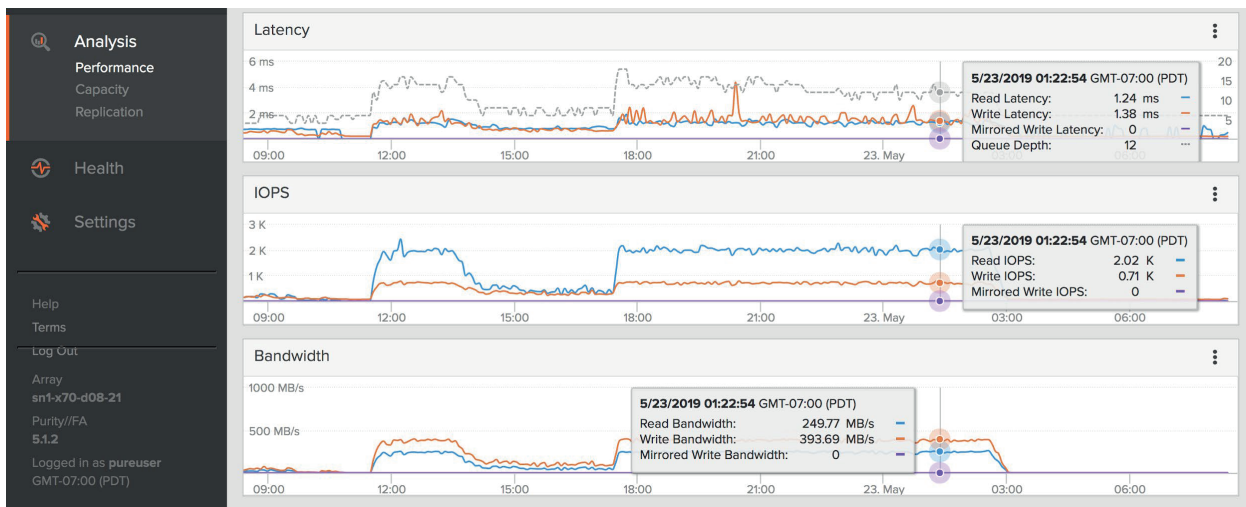 Analysis
Performance
Capacity
Replication
Health
Settings
Help
Terms
Log Out
Array
sn1-x70-d08-21
Purity//FA
5.1.2
Logged in as pureuser
GMT-07:00 (PDT)
Latency
6 ms
4 ms
2 ms
20
15
10
5
5/23/2019 01:22:54 GMT-07:00 (PDT)
Read Latency: 1.24 ms
Write Latency: 1.38 ms
Mirrored Write Latency: 0
Queue Depth: 12
09:00 12:00 15:00 18:00 21:00 23. May 03:00 06:00
IOPS
3 K
2 K
1 K
5/23/2019 01:22:54 GMT-07:00 (PDT)
Read IOPS: 2.02 K
Write IOPS: 0.71 K
Mirrored Write IOPS: 0
09:00 12:00 15:00 18:00 21:00 23. May 03:00 06:00
Bandwidth
1000 MB/s
500 MB/s
5/23/2019 01:22:54 GMT-07:00 (PDT)
Read Bandwidth: 249.77 MB/s
Write Bandwidth: 393.69 MB/s
Mirrored Write Bandwidth: 0
09:00 12:00 15:00 18:00 21:00 23. May 03:00 06:00